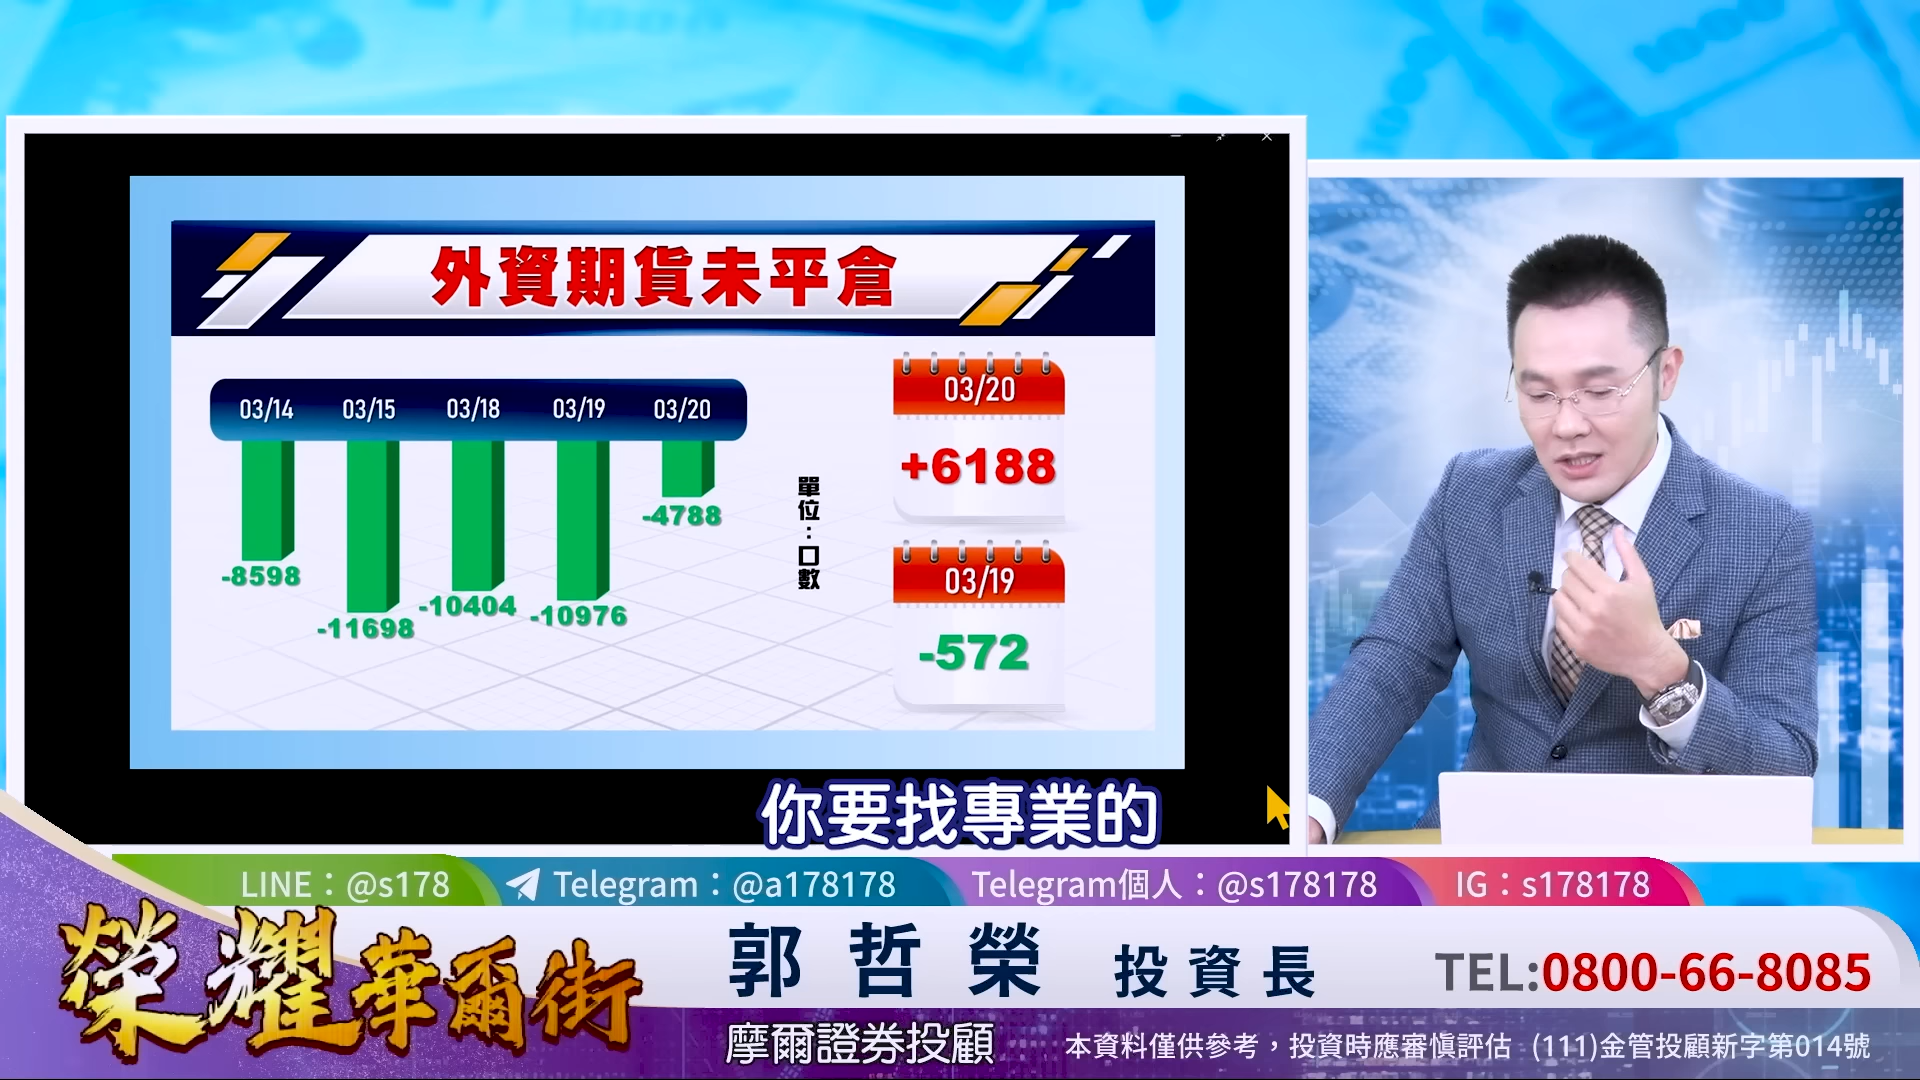 外資期貨未平倉
03/14 03/15 03/18 03/19 03/20
-8598
-11698
-10404
-10976
-4788
單位：口數
03/20
+6188
03/19
-572
你要找專業的
LINE：@s178 Telegram：@a178178 Telegram個人：@s178178 IG：s178178
榮耀華爾街
郭哲榮 投資長
TEL:0800-66-8085
摩爾證券投顧
本資料僅供參考，投資時應審慎評估 (111)金管投顧新字第014號